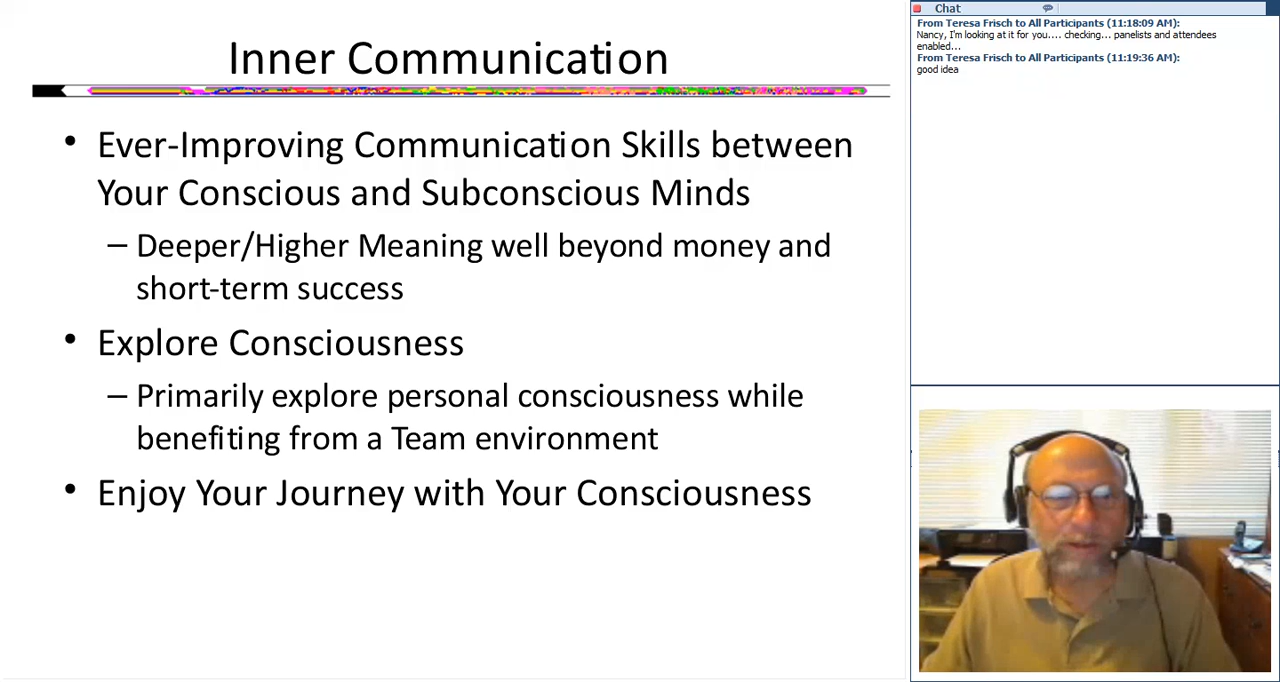 Inner Communication
• Ever-Improving Communication Skills between
Your Conscious and Subconscious Minds
– Deeper/Higher Meaning well beyond money and
short-term success
• Explore Consciousness
– Primarily explore personal consciousness while
benefiting from a Team environment
• Enjoy Your Journey with Your Consciousness
Chat
From Teresa Frisch to All Participants (11:18:09 AM):
Nancy, I'm looking at it for you.... checking... panelists and attendees
enabled...
From Teresa Frisch to All Participants (11:19:36 AM):
good idea